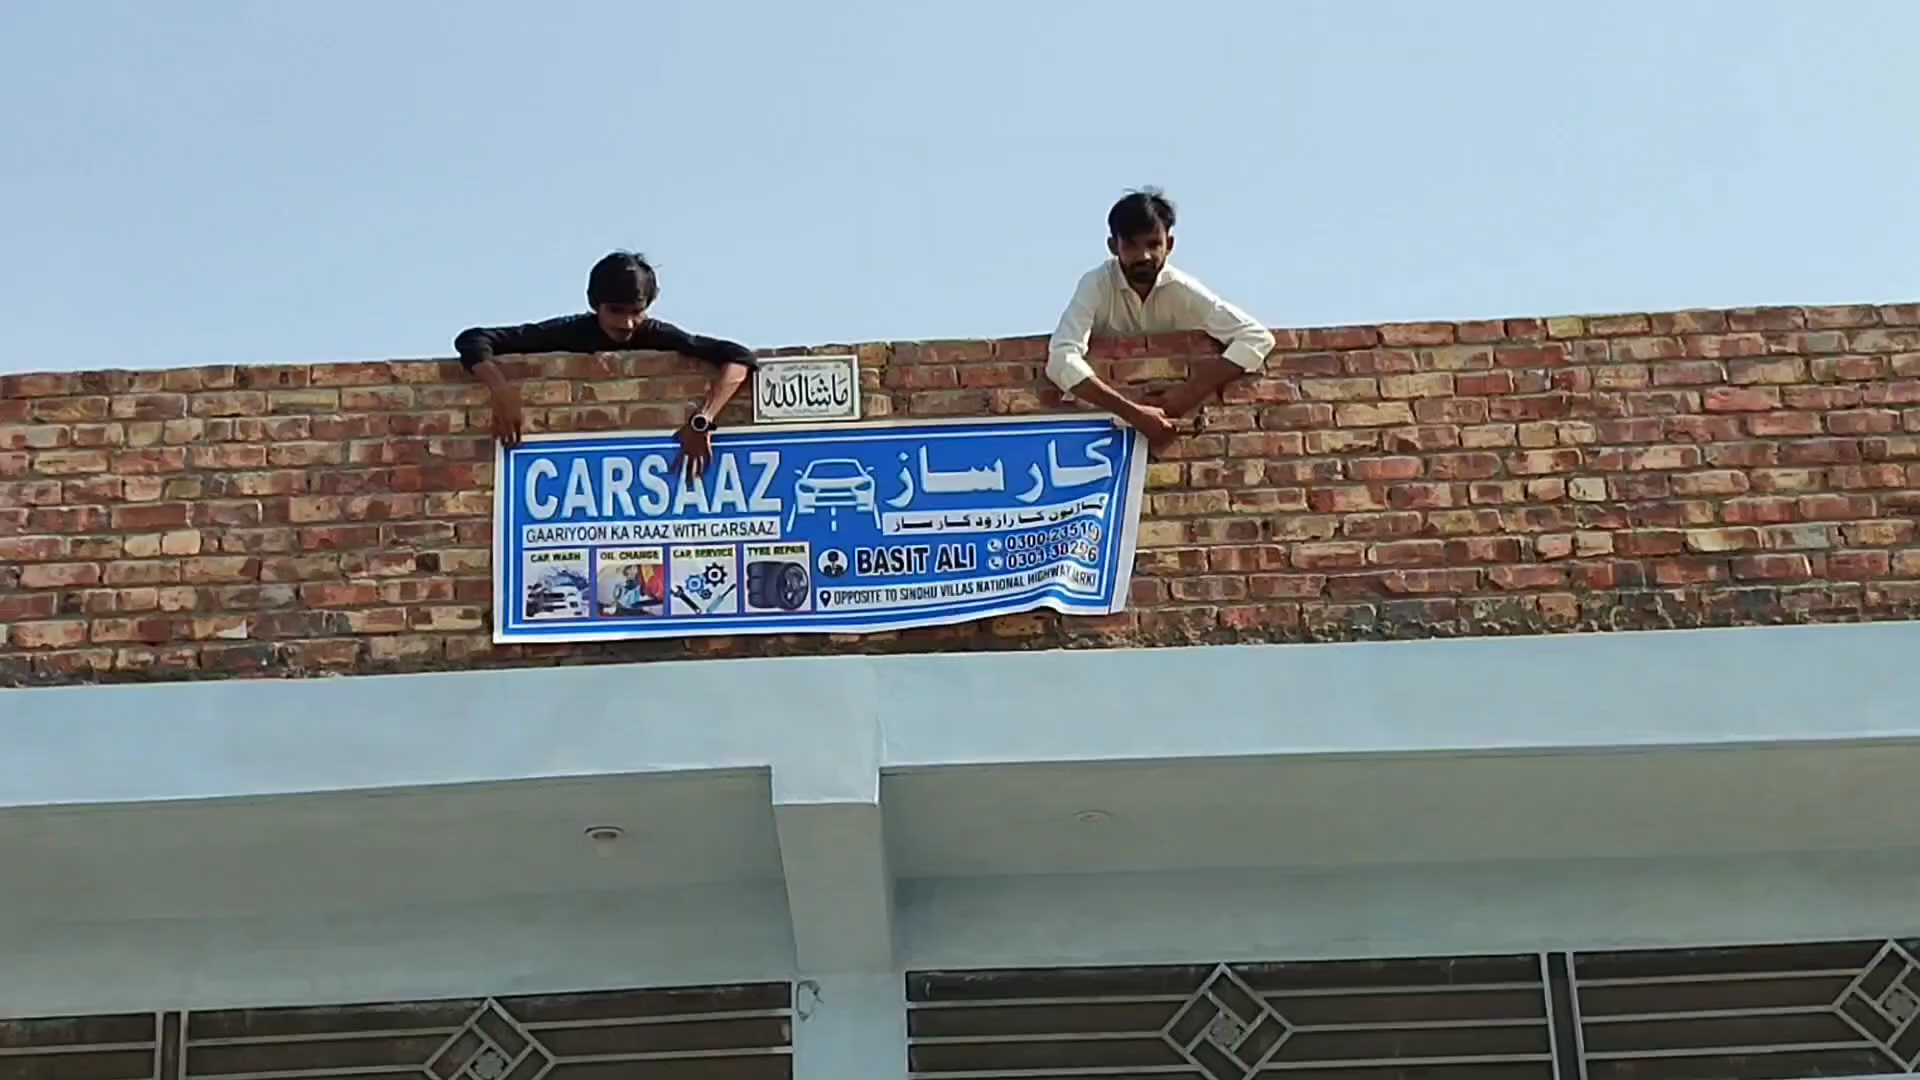 ماشاالله
CARSAAZ
کار ساز
GAARIYOON KA RAAZ WITH CARSAAZ
گاڑیوں کا راز ود کار ساز
CAR WASH
OIL CHANGE
CAR SERVICE
TYRE REPAIR
BASIT ALI
OPPOSITE TO SINDHU VILLAS NATIONAL HIGHWAY